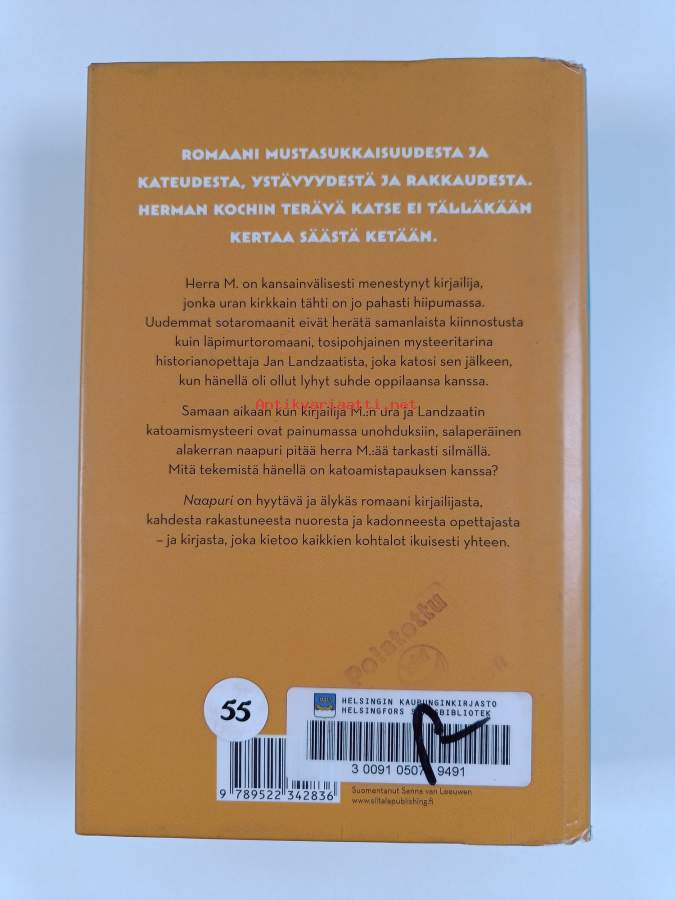 ROMAANI MUSTASUKKAISUUDESTA JA
KATEUDESTA, YSTÄVYYDESTÄ JA RAKKAUDESTA.
HERMAN KOCHIN TERÄVÄ KATSE EI TÄLLÄKÄÄN
KERTAA SÄÄSTÄ KETÄÄN.
Herra M. on kansainvälisesti menestynyt kirjailija,
jonka uran kirkkain tähti on jo pahasti hiipumassa.
Uudemmat sotaromaanit eivät herätä samanlaista kiinnostusta
kuin läpimurtoromaani, tosipohjainen mysteeritarina
historianopettaja Jan Landzaatista, joka katosi sen jälkeen,
kun hänellä oli ollut lyhyt suhde oppilaansa kanssa.
Antikvariaatti.net
Samaan aikaan kun kirjailija M.:n ura ja Landzaatin
katoamismysteeri ovat painumassa unohduksiin, salaperäinen
alakerran naapuri pitää herra M.:ää tarkasti silmällä.
Mitä tekemistä hänellä on katoamistapauksen kanssa?
Naapuri on hyytävä ja älykäs romaani kirjailijasta,
kahdesta rakastuneesta nuoresta ja kadonneesta opettajasta
– ja kirjasta, joka kietoo kaikkien kohtalot ikuisesti yhteen.
Poistettu
55
HELSINGIN KAUPUNGINKIRJASTO
HELSINGFORS
3 0091 0507 9491
9 789522 342836
Suomentanut Sanna van Leeuwen
www.siltalapublishing.fi